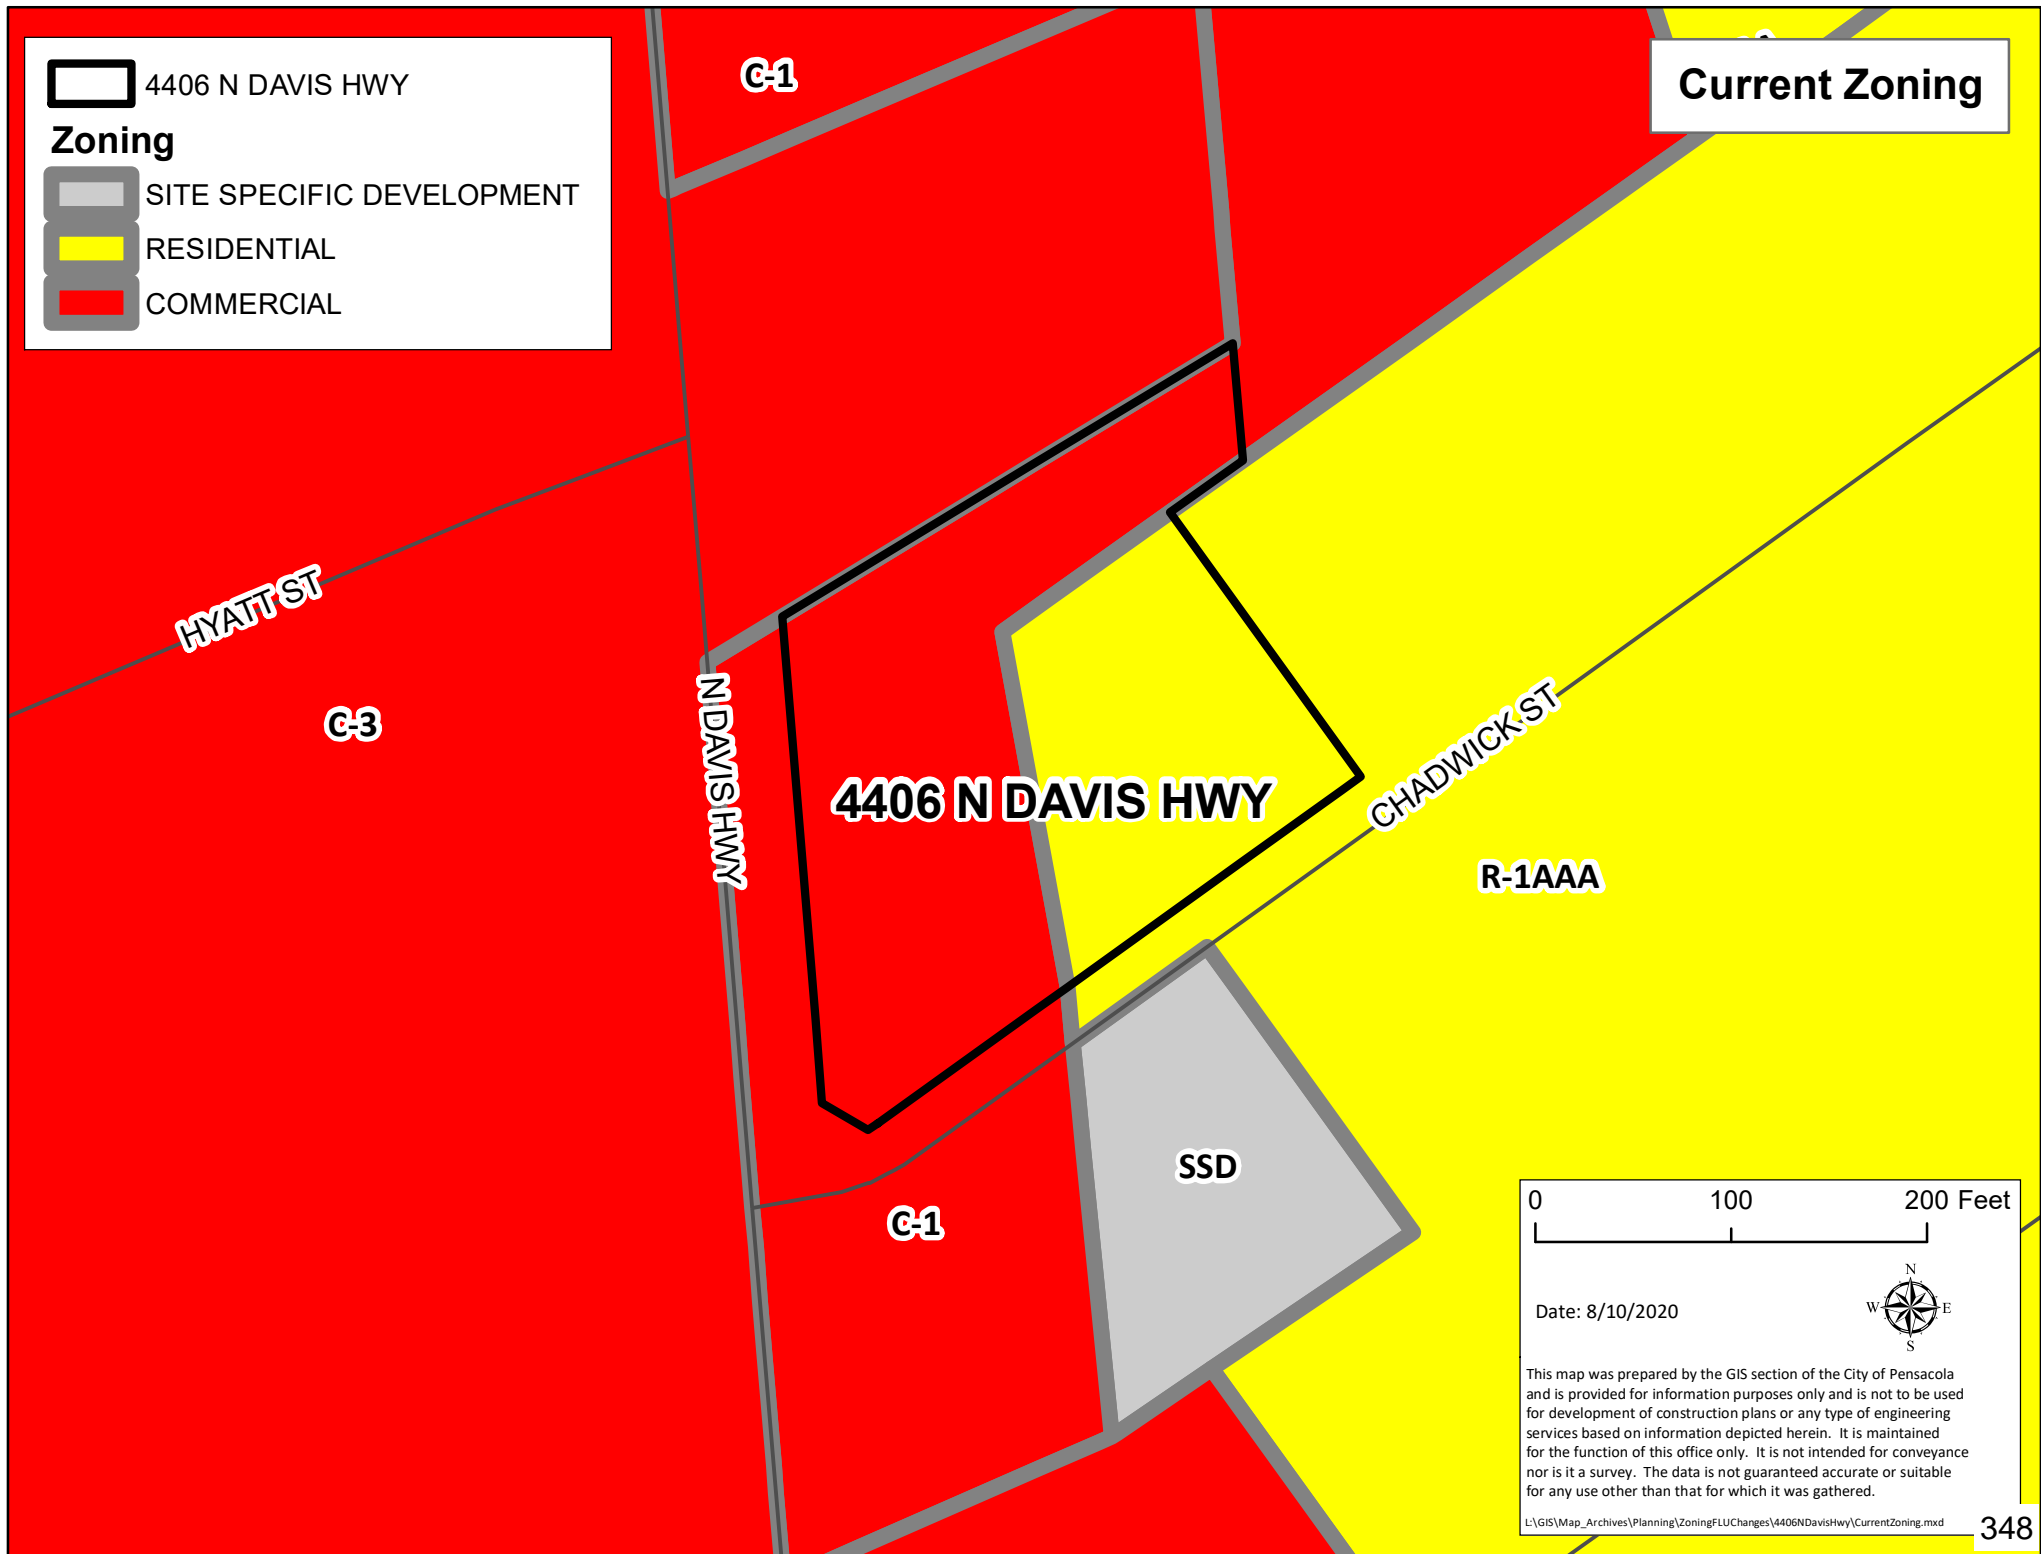 4406 N DAVIS HWY
Zoning
SITE SPECIFIC DEVELOPMENT
RESIDENTIAL
COMMERCIAL
C-1
Current Zoning
HYATT ST
C-3
N DAVIS HWY
4406 N DAVIS HWY
CHADWICK ST
R-1AAA
SSD
C-1
0 100 200 Feet
N
W E
S
Date: 8/10/2020
This map was prepared by the GIS section of the City of Pensacola
and is provided for information purposes only and is not to be used
for development of construction plans or any type of engineering
services based on information depicted herein. It is maintained
for the function of this office only. It is not intended for conveyance
nor is it a survey. The data is not guaranteed accurate or suitable
for any use other than that for which it was gathered.
L:\GIS\Map_Archives\Planning\ZoningFLUChanges\4406NDavisHwy\CurrentZoning.mxd
348